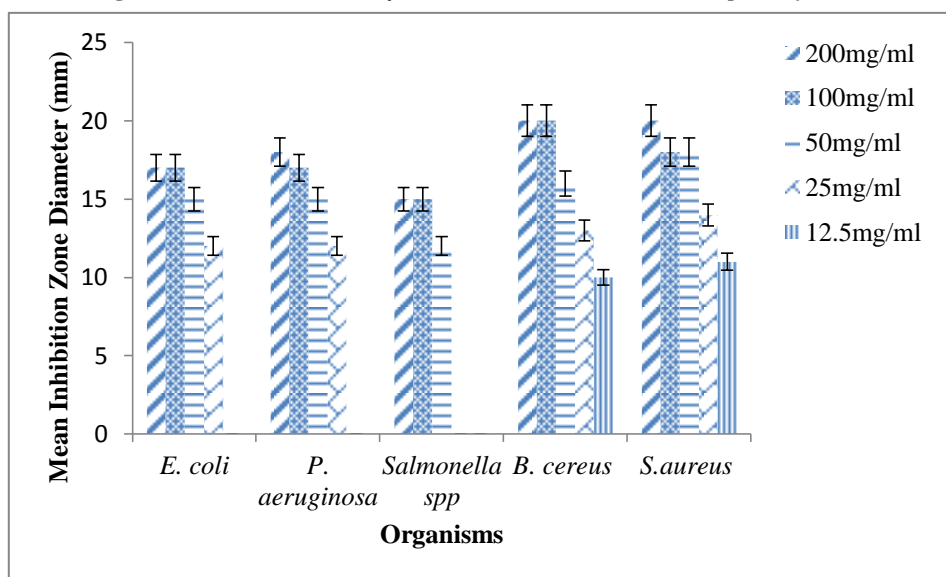 25
20
15
10
5
0
Mean Inhibition Zone Diameter (mm)
E. coli
P. aeruginosa
Salmonella spp
B. cereus
S.aureus
Organisms
200mg/ml
100mg/ml
50mg/ml
25mg/ml
12.5mg/ml